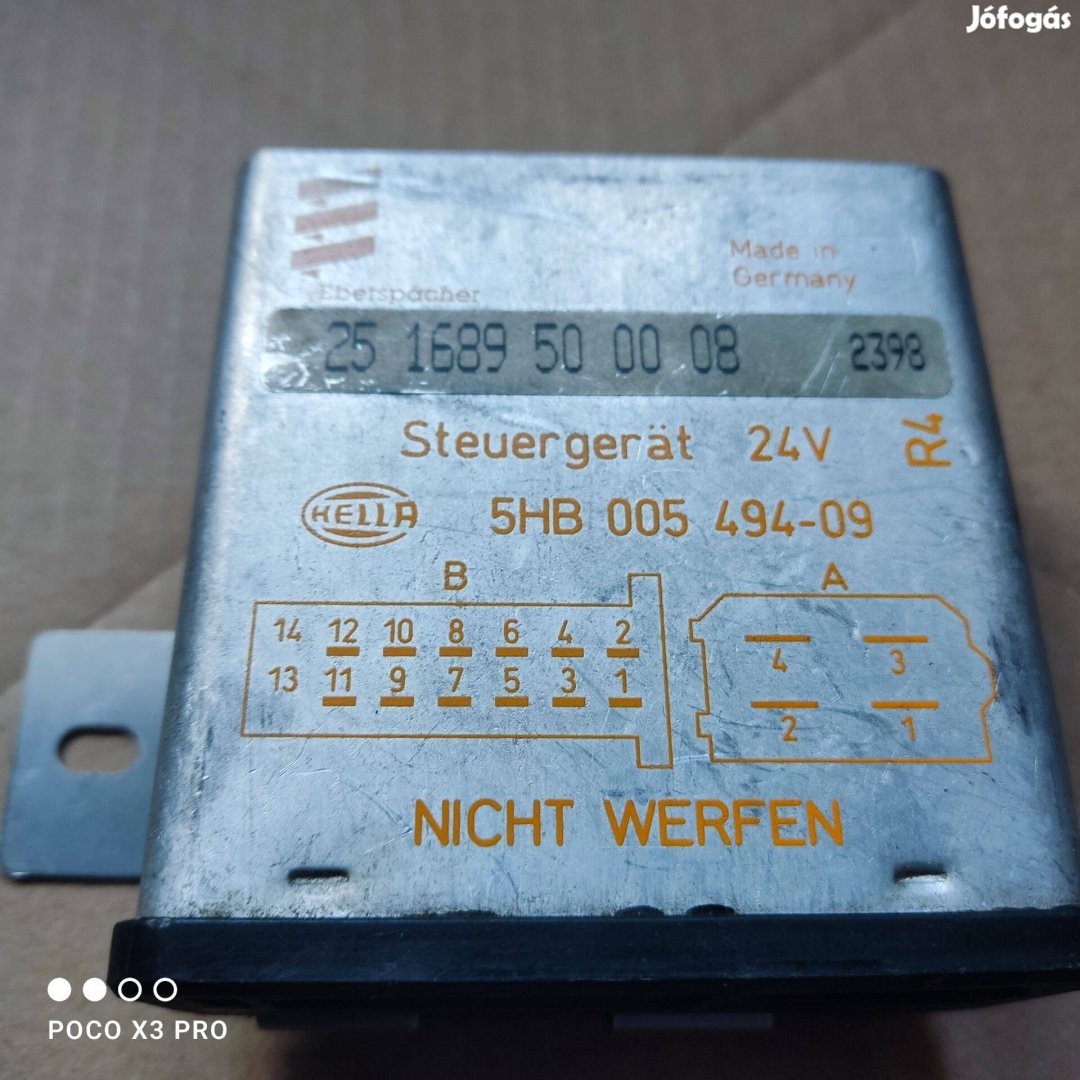 Jófogás
Made in
Germany
Eberspächer
25 1689 50 00 08 2398
Steuergerät 24V R4
HELLA 5HB 005 494-09
B A
14 12 10 8 6 4 2
13 11 9 7 5 3 1
4 3
2 1
NICHT WERFEN
POCO X3 PRO